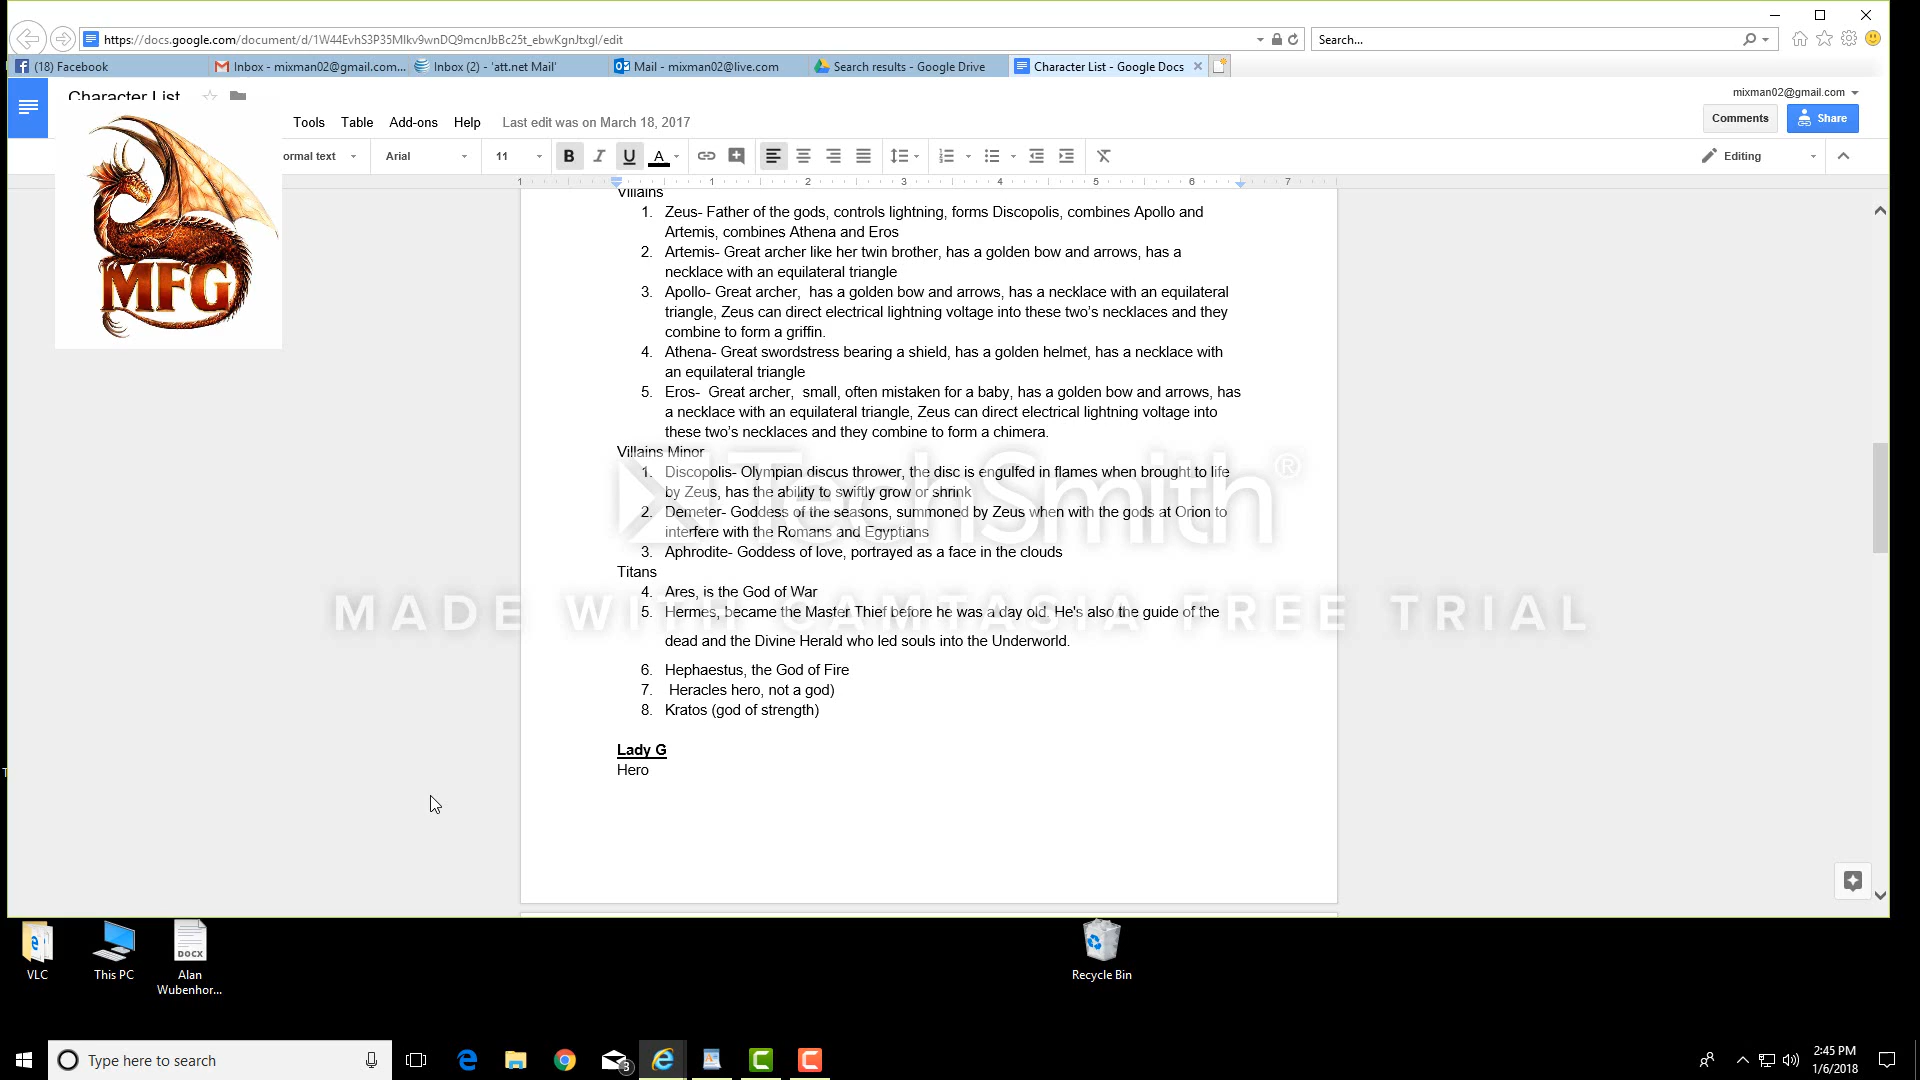 https://docs.google.com/document/d/1W44EvhS3P35MIkv9wnDQ9mcnJbBc25t_ebwKgnJtxgI/edit
Search...
(18) Facebook
Inbox - mixman02@gmail.com...
Inbox (2) - 'att.net Mail'
Mail - mixman02@live.com
Search results - Google Drive
Character List - Google Docs
Character List
mixman02@gmail.com
Tools Table Add-ons Help Last edit was on March 18, 2017
Comments
Share
ormal text Arial 11
Editing
1 1 2 3 4 5 6 7
MFG
Villains
1. Zeus- Father of the gods, controls lightning, forms Discopolis, combines Apollo and
Artemis, combines Athena and Eros
2. Artemis- Great archer like her twin brother, has a golden bow and arrows, has a
necklace with an equilateral triangle
3. Apollo- Great archer,  has a golden bow and arrows, has a necklace with an equilateral
triangle, Zeus can direct electrical lightning voltage into these two's necklaces and they
combine to form a griffin.
4. Athena- Great swordstress bearing a shield, has a golden helmet, has a necklace with
an equilateral triangle
5. Eros-  Great archer,  small, often mistaken for a baby, has a golden bow and arrows, has
a necklace with an equilateral triangle, Zeus can direct electrical lightning voltage into
these two's necklaces and they combine to form a chimera.
Villains Minor
1. Discopolis- Olympian discus thrower, the disc is engulfed in flames when brought to life
by Zeus, has the ability to swiftly grow or shrink
2. Demeter- Goddess of the seasons, summoned by Zeus when with the gods at Orion to
interfere with the Romans and Egyptians
3. Aphrodite- Goddess of love, portrayed as a face in the clouds
Titans
4. Ares, is the God of War
5. Hermes, became the Master Thief before he was a day old. He's also the guide of the
dead and the Divine Herald who led souls into the Underworld.
6. Hephaestus, the God of Fire
7. Heracles hero, not a god)
8. Kratos (god of strength)
Lady G
Hero
TechSmith®
MADE WITH CAMTASIA FREE TRIAL
VLC
This PC
DOCX
Alan
Wubenhor...
Recycle Bin
Type here to search
3
2:45 PM
1/6/2018